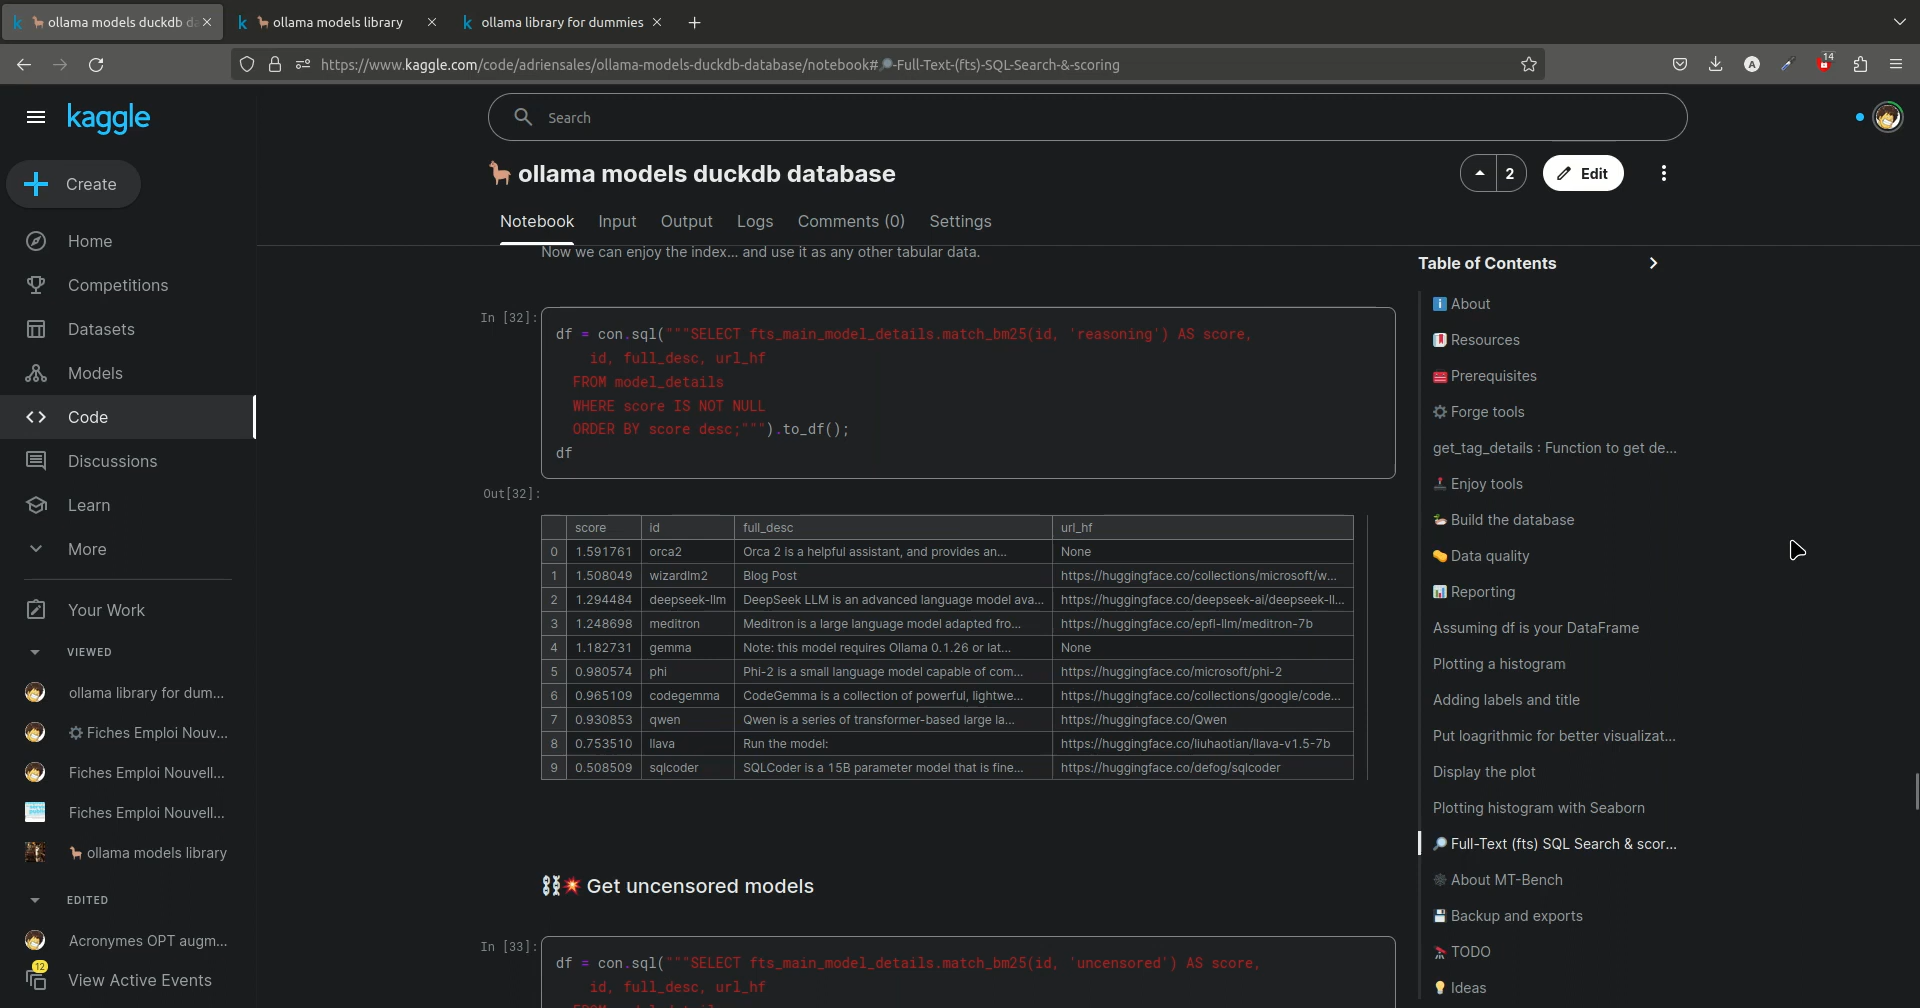 ollama models duckdb da
ollama models library
ollama library for dummies
https://www.kaggle.com/code/adriensales/ollama-models-duckdb-database/notebook#🔎-Full-Text-(fts)-SQL-Search-&-scoring
14
kaggle
Search
Create
Home
Competitions
Datasets
Models
Code
Discussions
Learn
More
Your Work
VIEWED
ollama library for dum...
Fiches Emploi Nouv...
Fiches Emploi Nouvell...
Fiches Emploi Nouvell...
ollama models library
EDITED
Acronymes OPT augm...
12
View Active Events
ollama models duckdb database
2
Edit
Notebook Input Output Logs Comments (0) Settings
Now we can enjoy the index... and use it as any other tabular data.
In [32]:
df = con.sql("""SELECT fts_main_model_details.match_bm25(id, 'reasoning') AS score,
id, full_desc, url_hf
FROM model_details
WHERE score IS NOT NULL
ORDER BY score desc;""").to_df();
df
Out[32]:
score id full_desc url_hf
0 1.591761 orca2 Orca 2 is a helpful assistant, and provides an... None
1 1.508049 wizardlm2 Blog Post https://huggingface.co/collections/microsoft/w...
2 1.294484 deepseek-llm DeepSeek LLM is an advanced language model ava... https://huggingface.co/deepseek-ai/deepseek-ll...
3 1.248698 meditron Meditron is a large language model adapted fro... https://huggingface.co/epfl-llm/meditron-7b
4 1.182731 gemma Note: this model requires Ollama 0.1.26 or lat... None
5 0.980574 phi Phi-2 is a small language model capable of com... https://huggingface.co/microsoft/phi-2
6 0.965109 codegemma CodeGemma is a collection of powerful, lightwe... https://huggingface.co/collections/google/code...
7 0.930853 qwen Qwen is a series of transformer-based large la... https://huggingface.co/Qwen
8 0.753510 llava Run the model: https://huggingface.co/liuhaotian/llava-v1.5-7b
9 0.508509 sqlcoder SQLCoder is a 15B parameter model that is fine... https://huggingface.co/defog/sqlcoder
Get uncensored models
In [33]:
df = con.sql("""SELECT fts_main_model_details.match_bm25(id, 'uncensored') AS score,
id, full_desc, url_hf
FROM model_details
Table of Contents
About
Resources
Prerequisites
Forge tools
get_tag_details : Function to get de...
Enjoy tools
Build the database
Data quality
Reporting
Assuming df is your DataFrame
Plotting a histogram
Adding labels and title
Put loagrithmic for better visualizat...
Display the plot
Plotting histogram with Seaborn
Full-Text (fts) SQL Search & scor...
About MT-Bench
Backup and exports
TODO
Ideas